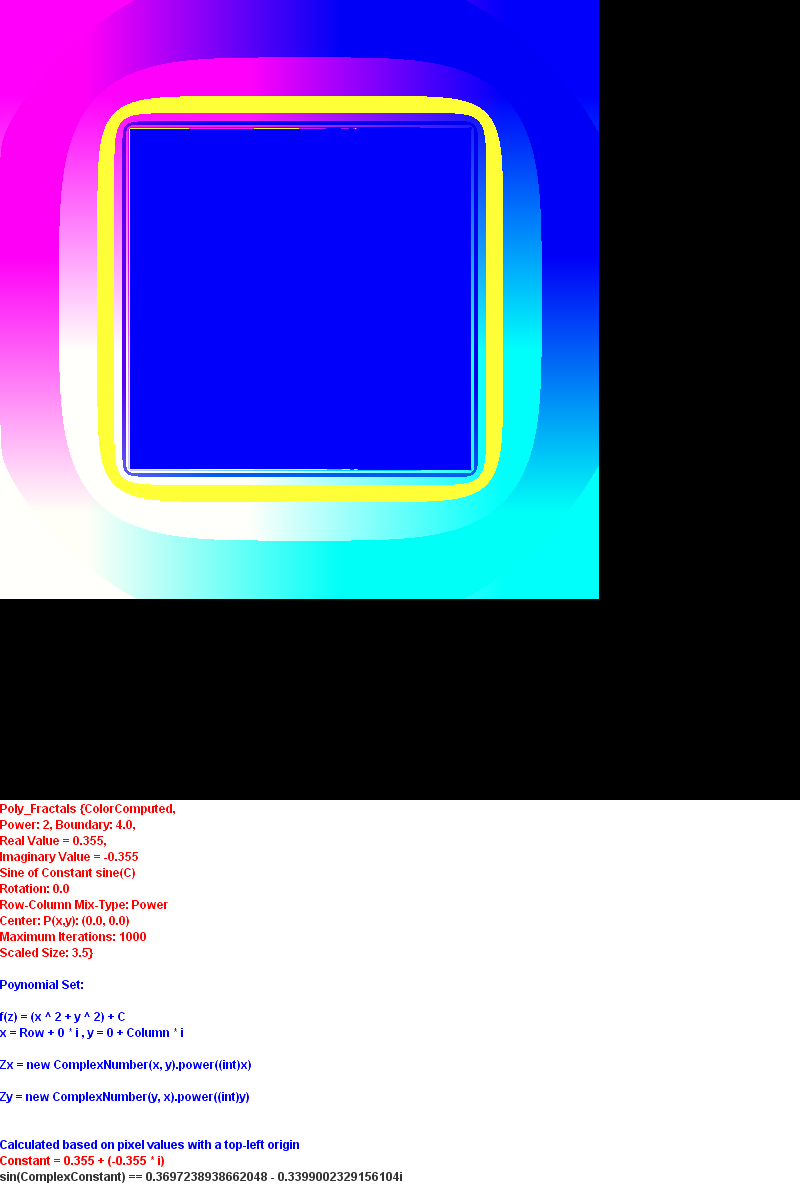 Poly_Fractals {ColorComputed,
Power: 2, Boundary: 4.0,
Real Value = 0.355,
Imaginary Value = -0.355
Sine of Constant sine(C)
Rotation: 0.0
Row-Column Mix-Type: Power
Center: P(x,y): (0.0, 0.0)
Maximum Iterations: 1000
Scaled Size: 3.5}
Poynomial Set:
f(z) = (x ^ 2 + y ^ 2) + C
x = Row + 0 * i , y = 0 + Column * i
Zx = new ComplexNumber(x, y).power((int)x)
Zy = new ComplexNumber(y, x).power((int)y)
Calculated based on pixel values with a top-left origin
Constant = 0.355 + (-0.355 * i)
sin(ComplexConstant) == 0.3697238938662048 - 0.3399002329156104i